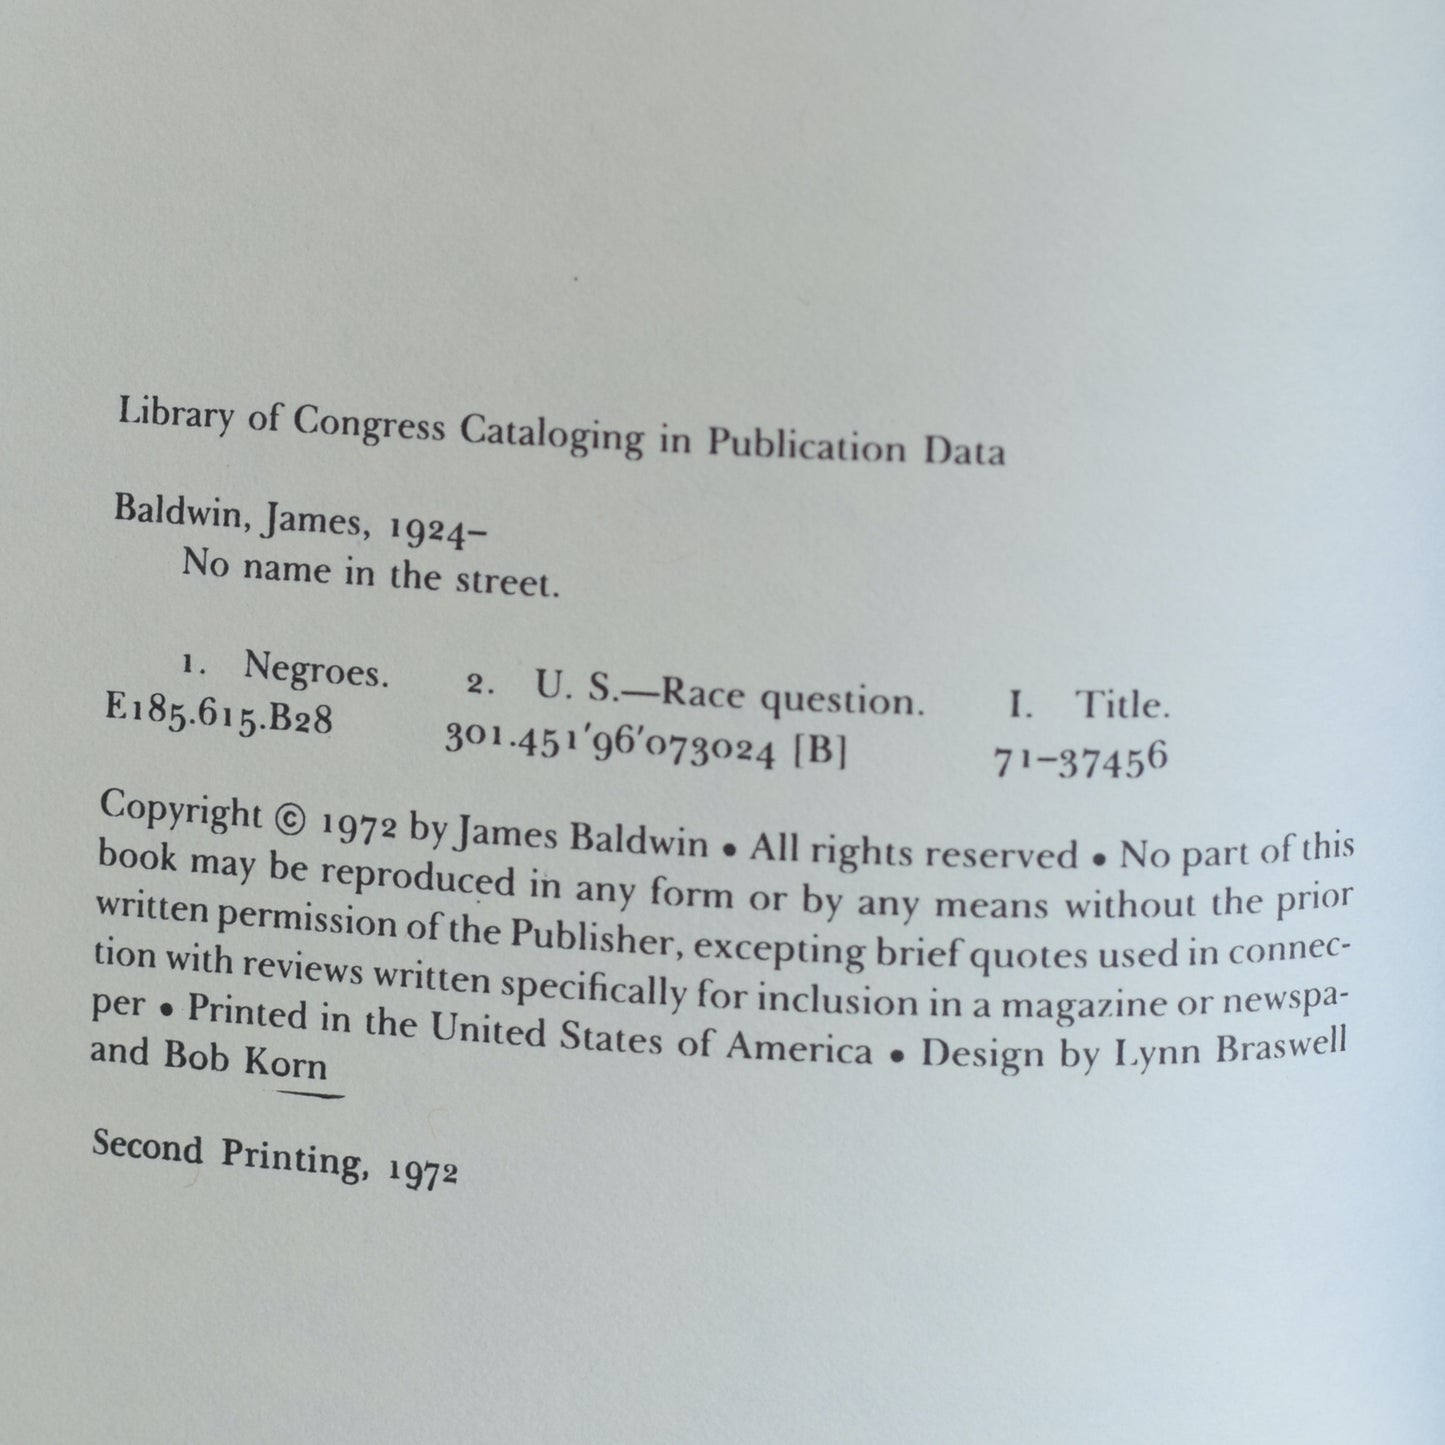 Library of Congress Cataloging in Publication Data
Baldwin, James, 1924–
No name in the street.
1. Negroes. 2. U. S.—Race question. I. Title.
E185.615.B28 301.451′96′073024 [B] 71–37456
Copyright © 1972 by James Baldwin • All rights reserved • No part of this
book may be reproduced in any form or by any means without the prior
written permission of the Publisher, excepting brief quotes used in connec-
tion with reviews written specifically for inclusion in a magazine or newspa-
per • Printed in the United States of America • Design by Lynn Braswell
and Bob Korn
Second Printing, 1972